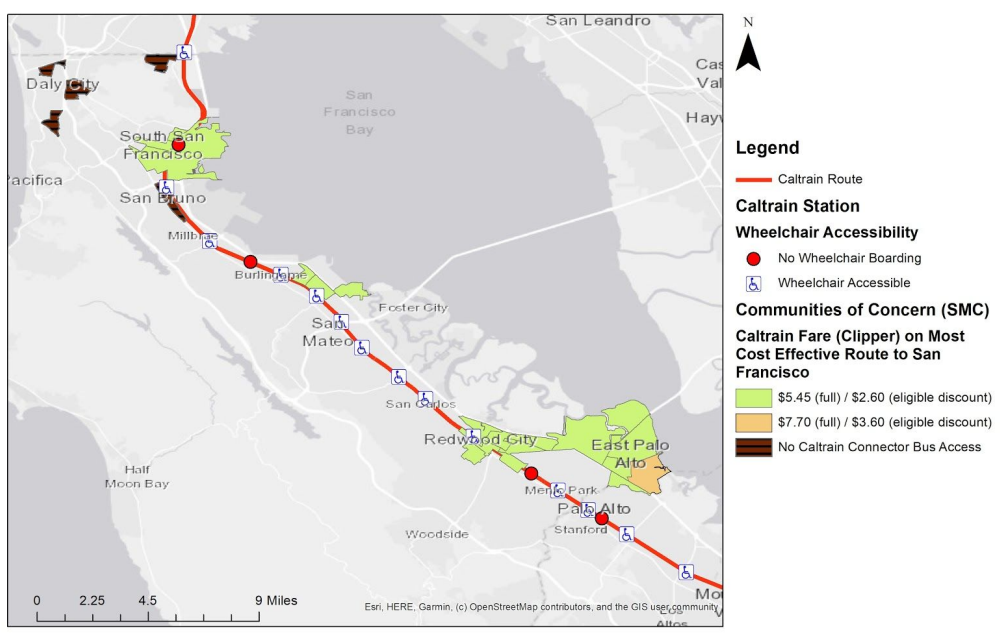 San Leandro
N
Cas
Val
Daly City
San
Francisco
Bay
Hayw
South San
Francisco
Pacifica
San Bruno
Millbrae
Burlingame
Foster City
San
Mateo
San Carlos
Redwood City
East Palo
Alto
Half
Moon Bay
Menlo Park
Palo Alto
Stanford
Woodside
Mou
V
Los
Altos
0 2.25 4.5 9 Miles
Esri, HERE, Garmin, (c) OpenStreetMap contributors, and the GIS user community
Legend
Caltrain Route
Caltrain Station
Wheelchair Accessibility
No Wheelchair Boarding
Wheelchair Accessible
Communities of Concern (SMC)
Caltrain Fare (Clipper) on Most
Cost Effective Route to San
Francisco
$5.45 (full) / $2.60 (eligible discount)
$7.70 (full) / $3.60 (eligible discount)
No Caltrain Connector Bus Access